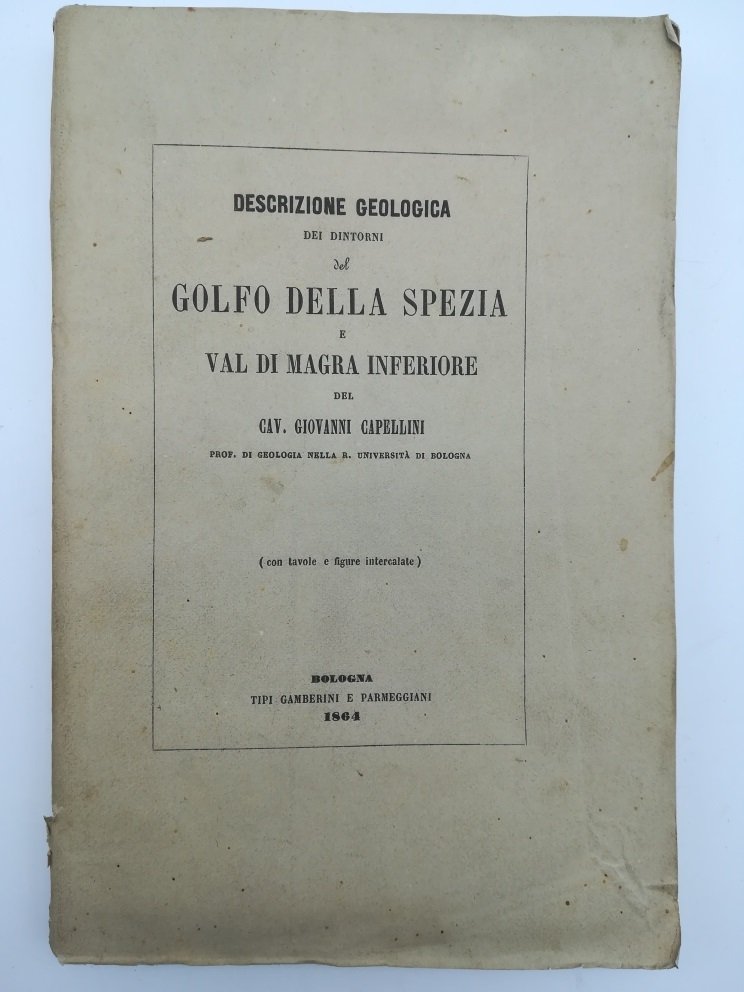 DESCRIZIONE GEOLOGICA
DEI DINTORNI
del
GOLFO DELLA SPEZIA
E
VAL DI MAGRA INFERIORE
DEL
CAV. GIOVANNI CAPELLINI
PROF. DI GEOLOGIA NELLA R. UNIVERSITÀ DI BOLOGNA
( con tavole e figure intercalate )
BOLOGNA
TIPI GAMBERINI E PARMEGGIANI
1864